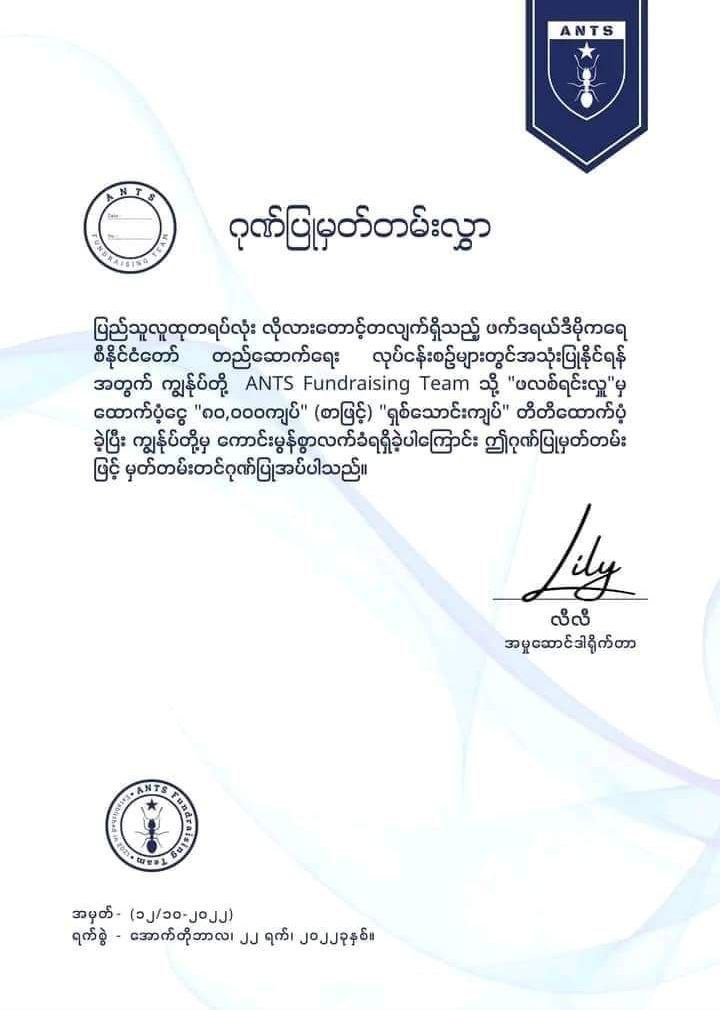 ANTS
ANTS
Date :
No :
FUNDRAISING TEAM
ဂုဏ်ပြုမှတ်တမ်းလွှာ
ပြည်သူလူထုတရပ်လုံး လိုလားတောင့်တလျက်ရှိသည့် ဖက်ဒရယ်ဒီမိုကရေ
စီနိုင်ငံတော် တည်ဆောက်ရေး လုပ်ငန်းစဥ်များတွင်အသုံးပြုနိုင်ရန်
အတွက် ကျွန်ုပ်တို့ ANTS Fundraising Team သို့ "ဖလစ်ရင်းလှူ"မှ
ထောက်ပံ့ငွေ "၈၀,၀၀၀ကျပ်" (စာဖြင့်) "ရှစ်သောင်းကျပ်" တိတိထောက်ပံ့
ခဲ့ပြီး ကျွန်ုပ်တို့မှ ကောင်းမွန်စွာလက်ခံရရှိခဲ့ပါကြောင်း ဤဂုဏ်ပြုမှတ်တမ်း
ဖြင့် မှတ်တမ်းတင်ဂုဏ်ပြုအပ်ပါသည်။
Lily
လီလီ
အမှုဆောင်ဒါရိုက်တာ
ANTS Fundraising Team
Established in 2021
အမှတ် - (၁၂/၁၀-၂၀၂၂)
ရက်စွဲ - အောက်တိုဘာလ၊ ၂၂ ရက်၊ ၂၀၂၂ခုနှစ်။